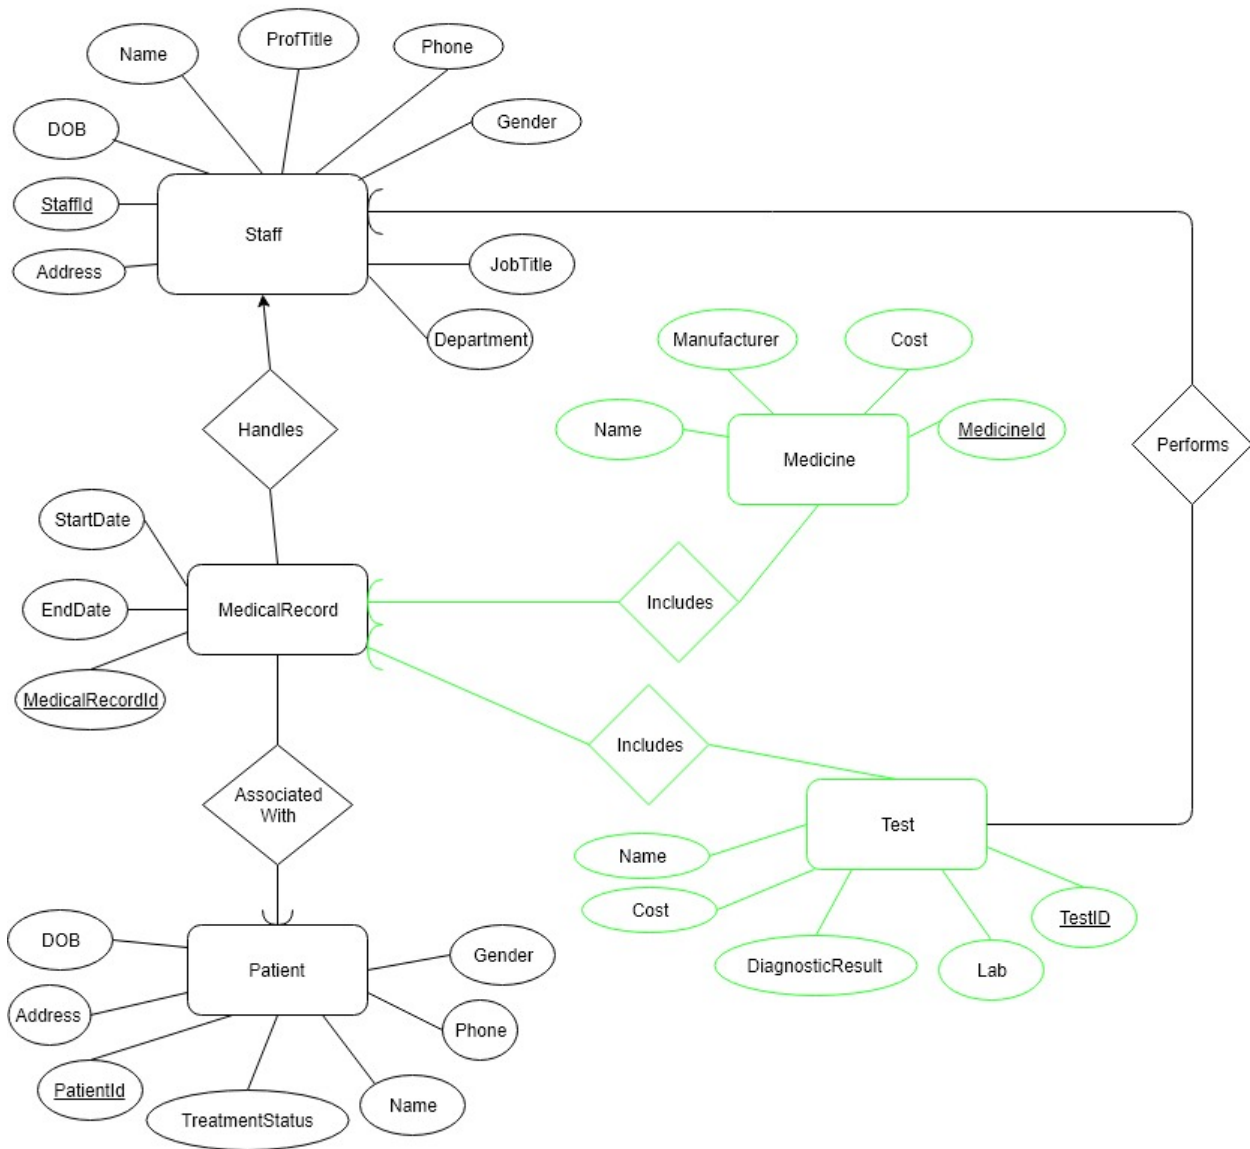 Name
ProfTitle
Phone
DOB
Gender
StaffId
Staff
Address
JobTitle
Department
Manufacturer
Cost
Name
MedicineId
Medicine
Handles
Performs
StartDate
EndDate
MedicalRecord
Includes
MedicalRecordId
Includes
Associated
With
Test
Name
Cost
TestID
DiagnosticResult
Lab
DOB
Patient
Gender
Address
Phone
PatientId
TreatmentStatus
Name